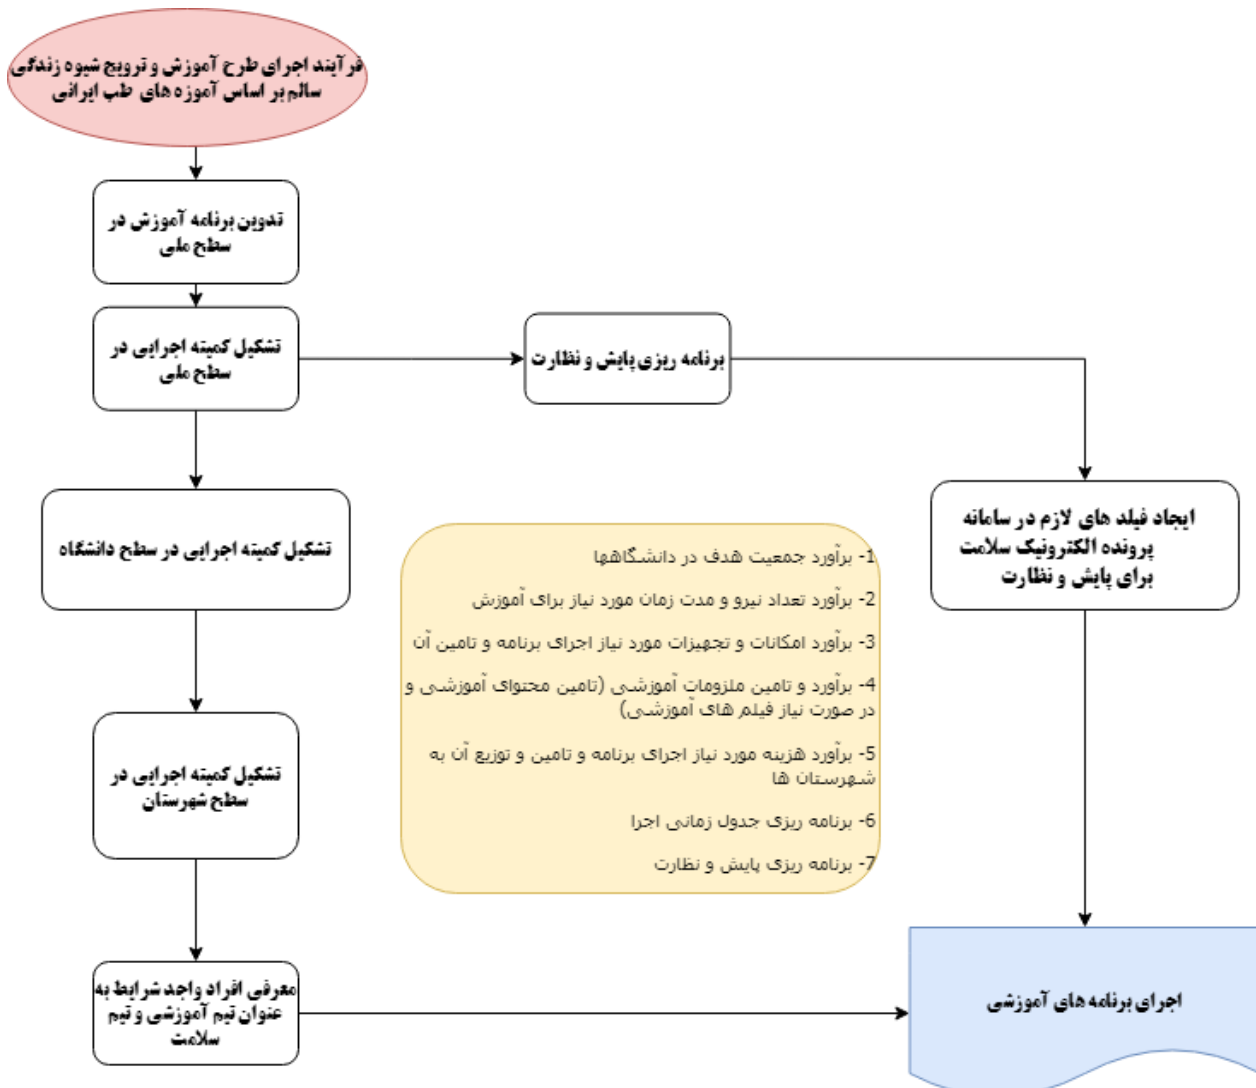 فرآیند اجرای طرح آموزش و ترویج شیوه زندگی
سالم بر اساس آموزه های طب ایرانی
تدوین برنامه آموزش در
سطح ملی
تشکیل کمیته اجرایی در
سطح ملی
برنامه ریزی پایش و نظارت
تشکیل کمیته اجرایی در سطح دانشگاه
ایجاد فیلد های لازم در سامانه
پرونده الکترونیک سلامت
برای پایش و نظارت
1- برآورد جمعیت هدف در دانشگاهها
2- برآورد تعداد نیرو و مدت زمان مورد نیاز برای آموزش
3- برآورد امکانات و تجهیزات مورد نیاز اجرای برنامه و تامین آن
4- برآورد و تامین ملزومات آموزشی (تامین محتوای آموزشی و
در صورت نیاز فیلم های آموزشی)
5- برآورد هزینه مورد نیاز اجرای برنامه و تامین و توزیع آن به
شهرستان ها
6- برنامه ریزی جدول زمانی اجرا
7- برنامه ریزی پایش و نظارت
تشکیل کمیته اجرایی در
سطح شهرستان
معرفی افراد واجد شرایط به
عنوان تیم آموزشی و تیم
سلامت
اجرای برنامه های آموزشی